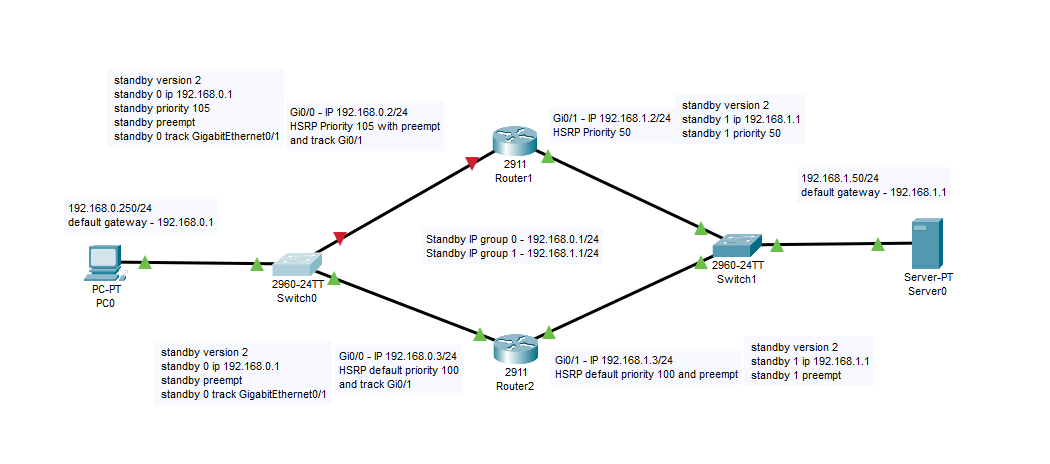 standby version 2
standby 0 ip 192.168.0.1
standby priority 105
standby preempt
standby 0 track GigabitEthernet0/1
Gi0/0 - IP 192.168.0.2/24
HSRP Priority 105 with preempt
and track Gi0/1
2911
Router1
Gi0/1 - IP 192.168.1.2/24
HSRP Priority 50
standby version 2
standby 1 ip 192.168.1.1
standby 1 priority 50
192.168.1.50/24
default gateway - 192.168.1.1
192.168.0.250/24
default gateway - 192.168.0.1
PC-PT
PC0
2960-24TT
Switch0
Standby IP group 0 - 192.168.0.1/24
Standby IP group 1 - 192.168.1.1/24
2960-24TT
Switch1
Server-PT
Server0
standby version 2
standby 0 ip 192.168.0.1
standby preempt
standby 0 track GigabitEthernet0/1
Gi0/0 - IP 192.168.0.3/24
HSRP default priority 100
and track Gi0/1
2911
Router2
Gi0/1 - IP 192.168.1.3/24
HSRP default priority 100 and preempt
standby version 2
standby 1 ip 192.168.1.1
standby 1 preempt